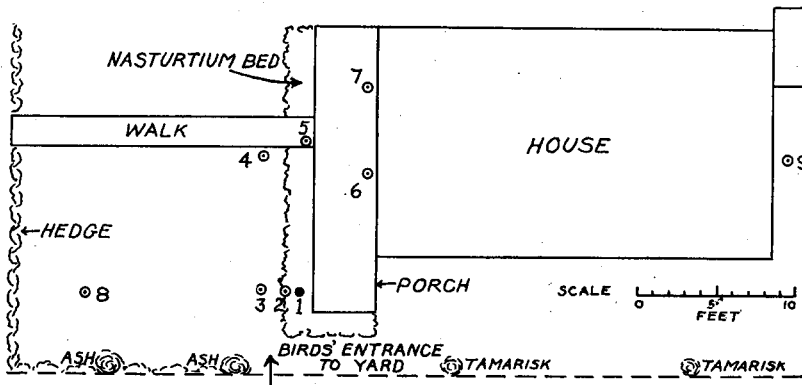 NASTURTIUM BED
7
WALK
5
HOUSE
4
6
9
HEDGE
8
3
2
1
PORCH
SCALE
0
5
10
FEET
ASH
ASH
BIRDS' ENTRANCE
TO YARD
TAMARISK
TAMARISK